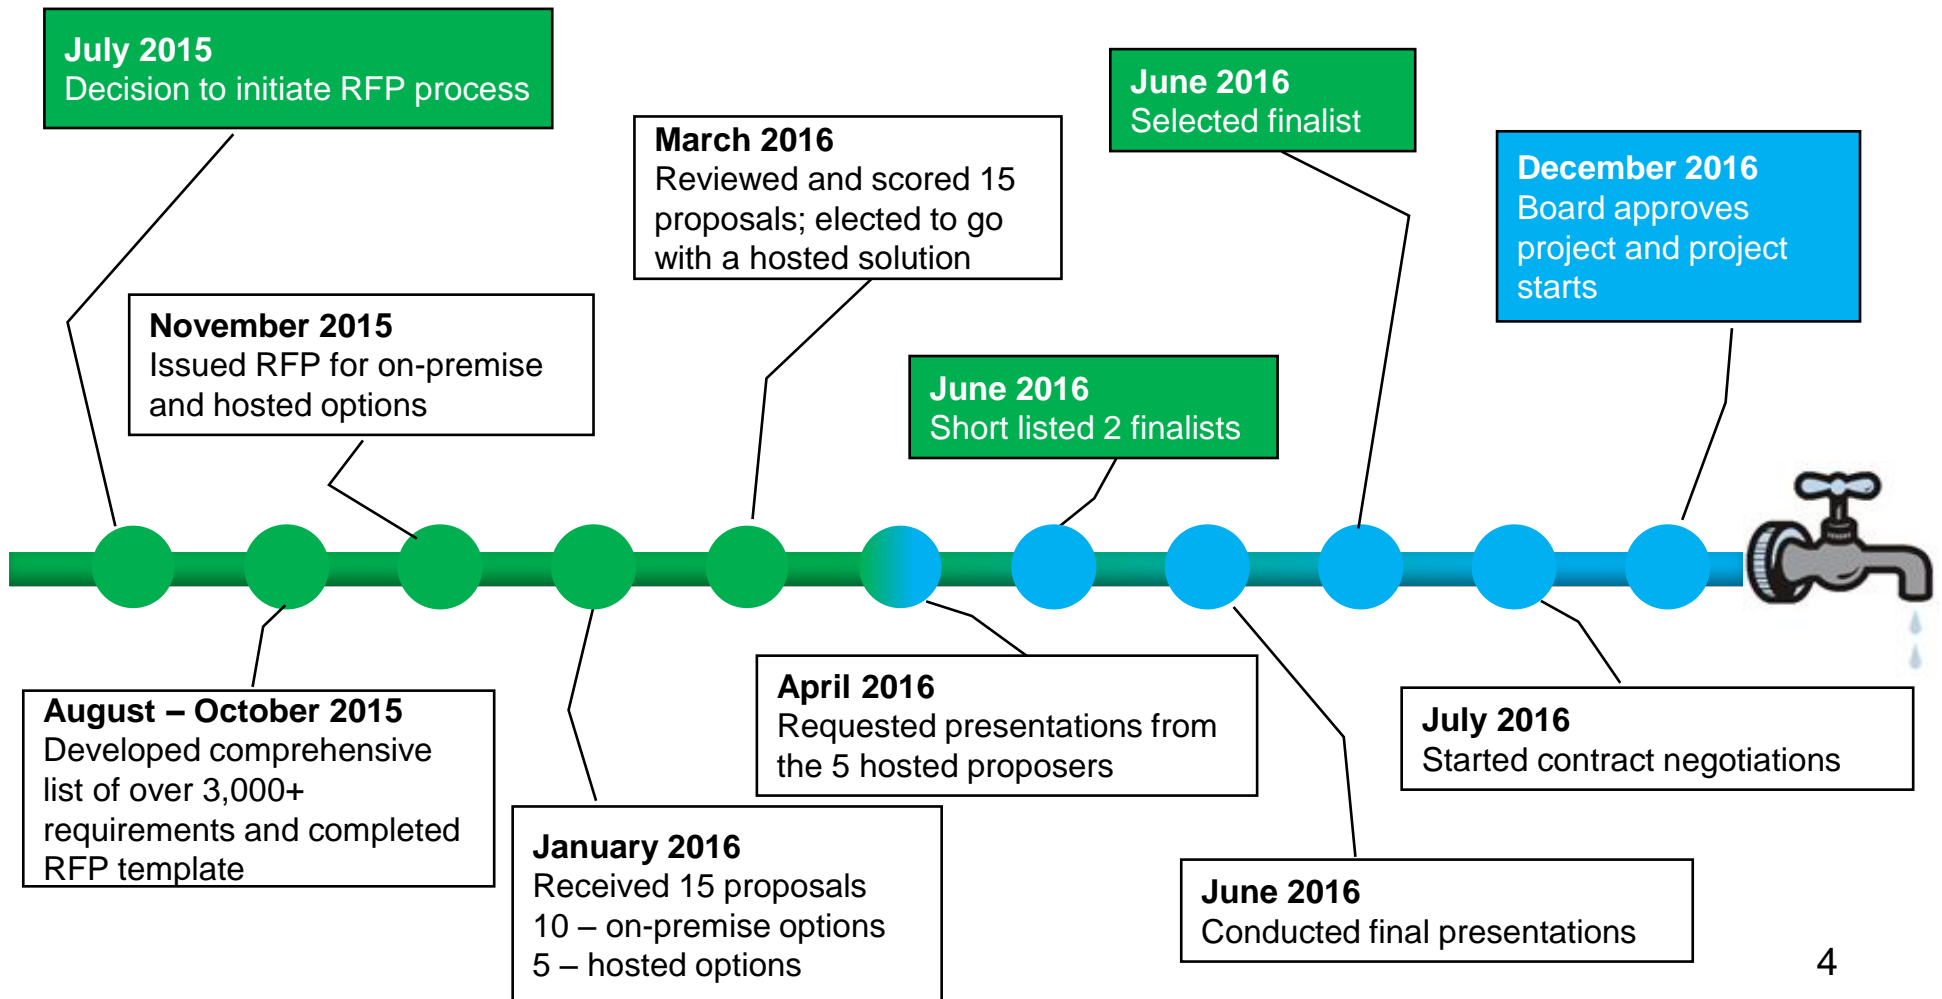 July 2015
Decision to initiate RFP process
August – October 2015
Developed comprehensive
list of over 3,000+
requirements and completed
RFP template
November 2015
Issued RFP for on-premise
and hosted options
January 2016
Received 15 proposals
10 – on-premise options
5 – hosted options
March 2016
Reviewed and scored 15
proposals; elected to go
with a hosted solution
April 2016
Requested presentations from
the 5 hosted proposers
June 2016
Short listed 2 finalists
June 2016
Conducted final presentations
June 2016
Selected finalist
July 2016
Started contract negotiations
December 2016
Board approves
project and project
starts
4